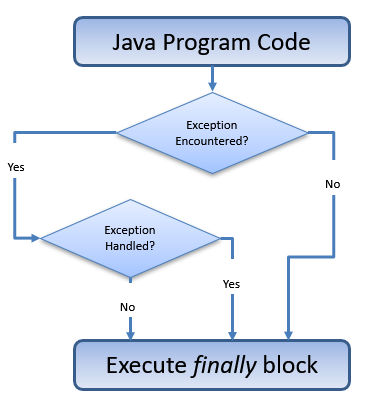 Java Program Code
Exception
Encountered?
Yes
No
Exception
Handled?
Yes
No
Execute finally block